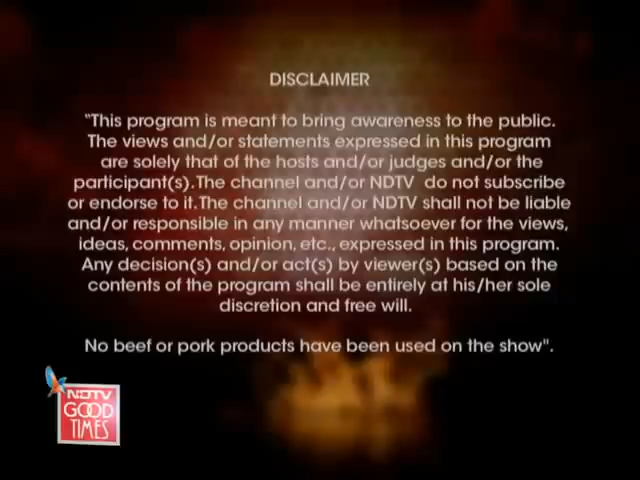 DISCLAIMER
"This program is meant to bring awareness to the public.
The views and/or statements expressed in this program
are solely that of the hosts and/or judges and/or the
participant(s).The channel and/or NDTV do not subscribe
or endorse to it.The channel and/or NDTV shall not be liable
and/or responsible in any manner whatsoever for the views,
ideas, comments, opinion, etc., expressed in this program.
Any decision(s) and/or act(s) by viewer(s) based on the
contents of the program shall be entirely at his/her sole
discretion and free will.
No beef or pork products have been used on the show".
NDTV
GOOD
TIMES